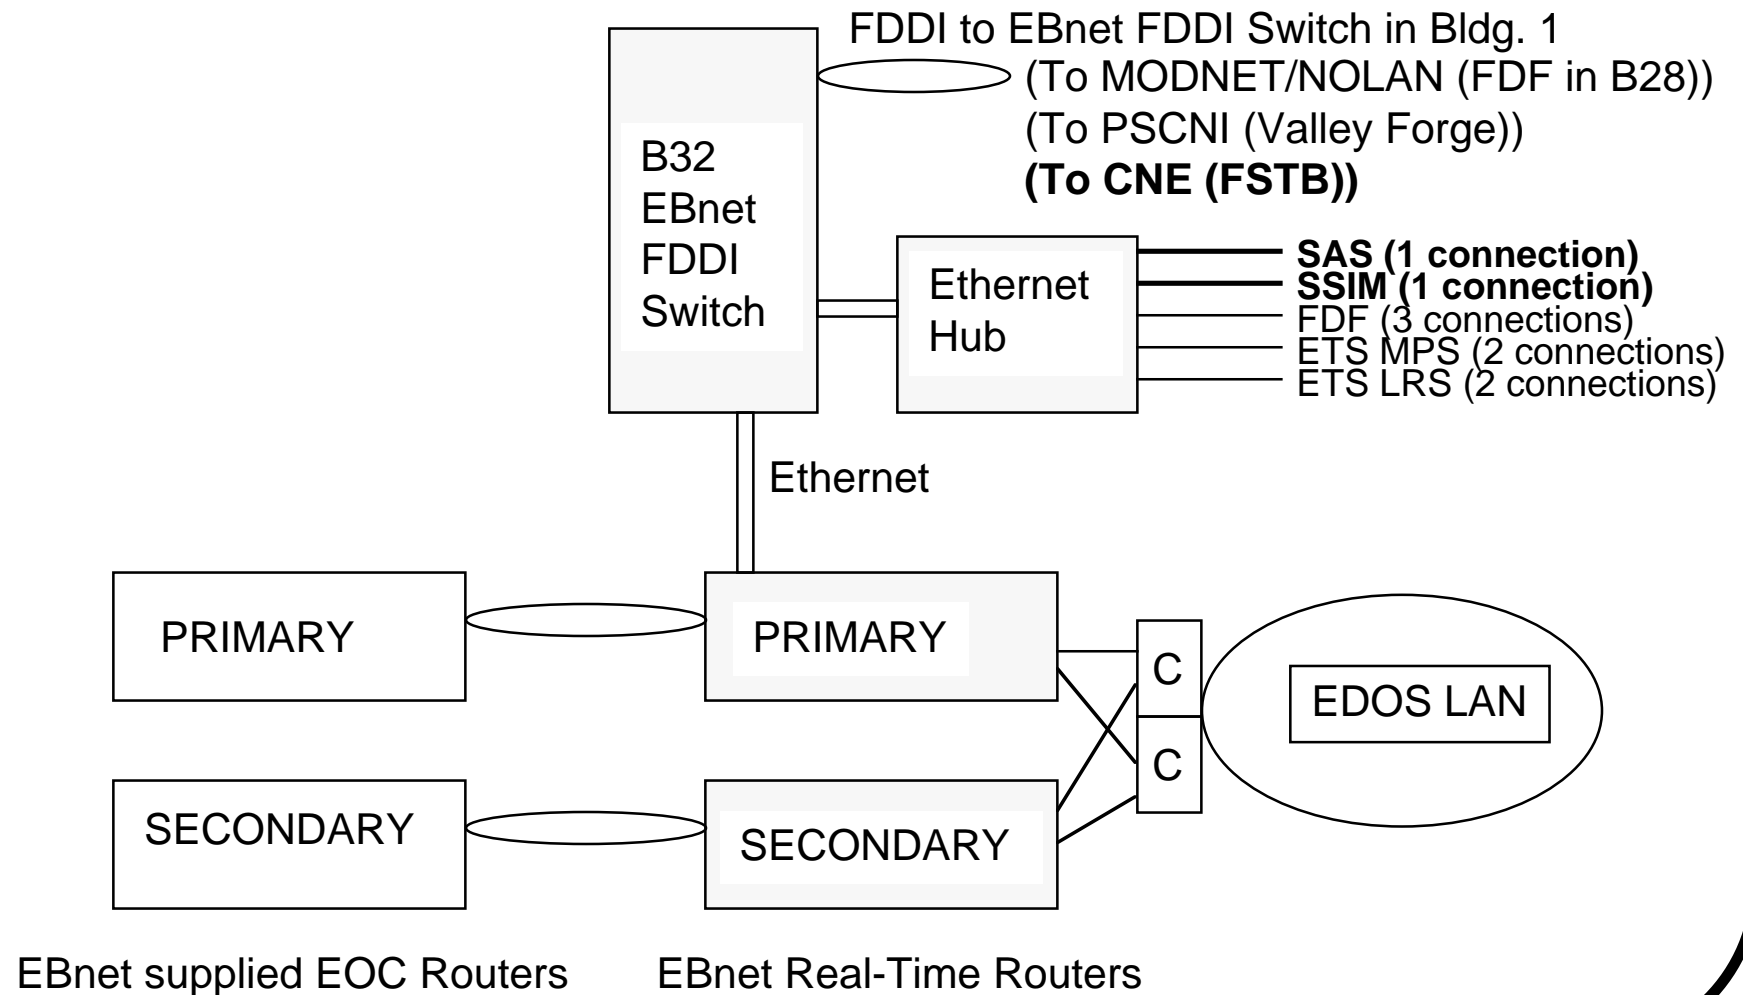 FDDI to EBnet FDDI Switch in Bldg. 1
(To MODNET/NOLAN (FDF in B28))
(To PSCNI (Valley Forge))
(To CNE (FSTB))
B32
EBnet
FDDI
Switch
Ethernet
Hub
SAS (1 connection)
SSIM (1 connection)
FDF (3 connections)
ETS MPS (2 connections)
ETS LRS (2 connections)
Ethernet
PRIMARY
PRIMARY
C
C
EDOS LAN
SECONDARY
SECONDARY
EBnet supplied EOC Routers
EBnet Real-Time Routers